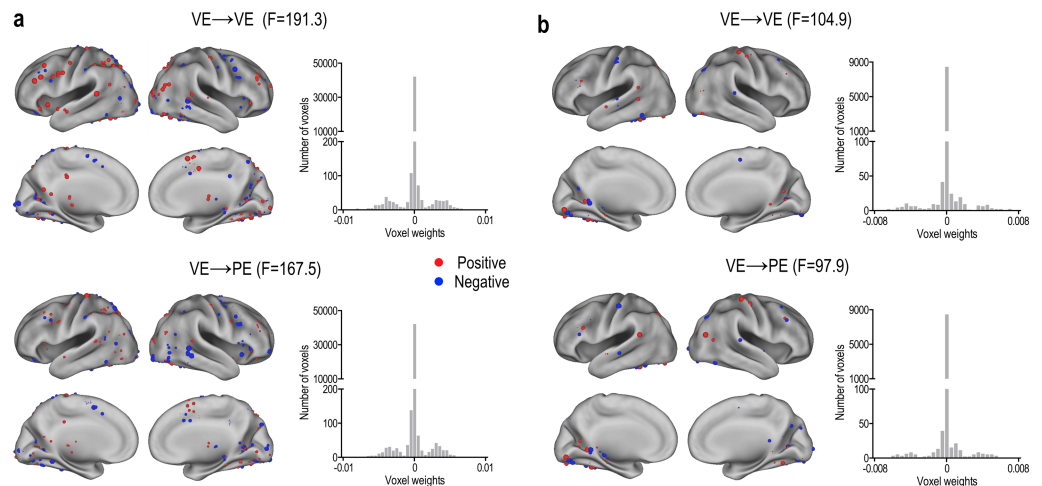 a
VE→VE (F=191.3)
50000
30000
10000
200
100
0
Number of voxels
-0.01 0 0.01
Voxel weights
b
VE→VE (F=104.9)
9000
5000
1000
100
50
0
Number of voxels
-0.008 0 0.008
Voxel weights
VE→PE (F=167.5)
50000
30000
10000
200
100
0
Number of voxels
-0.01 0 0.01
Voxel weights
Positive
Negative
VE→PE (F=97.9)
9000
5000
1000
100
50
0
Number of voxels
-0.008 0 0.008
Voxel weights